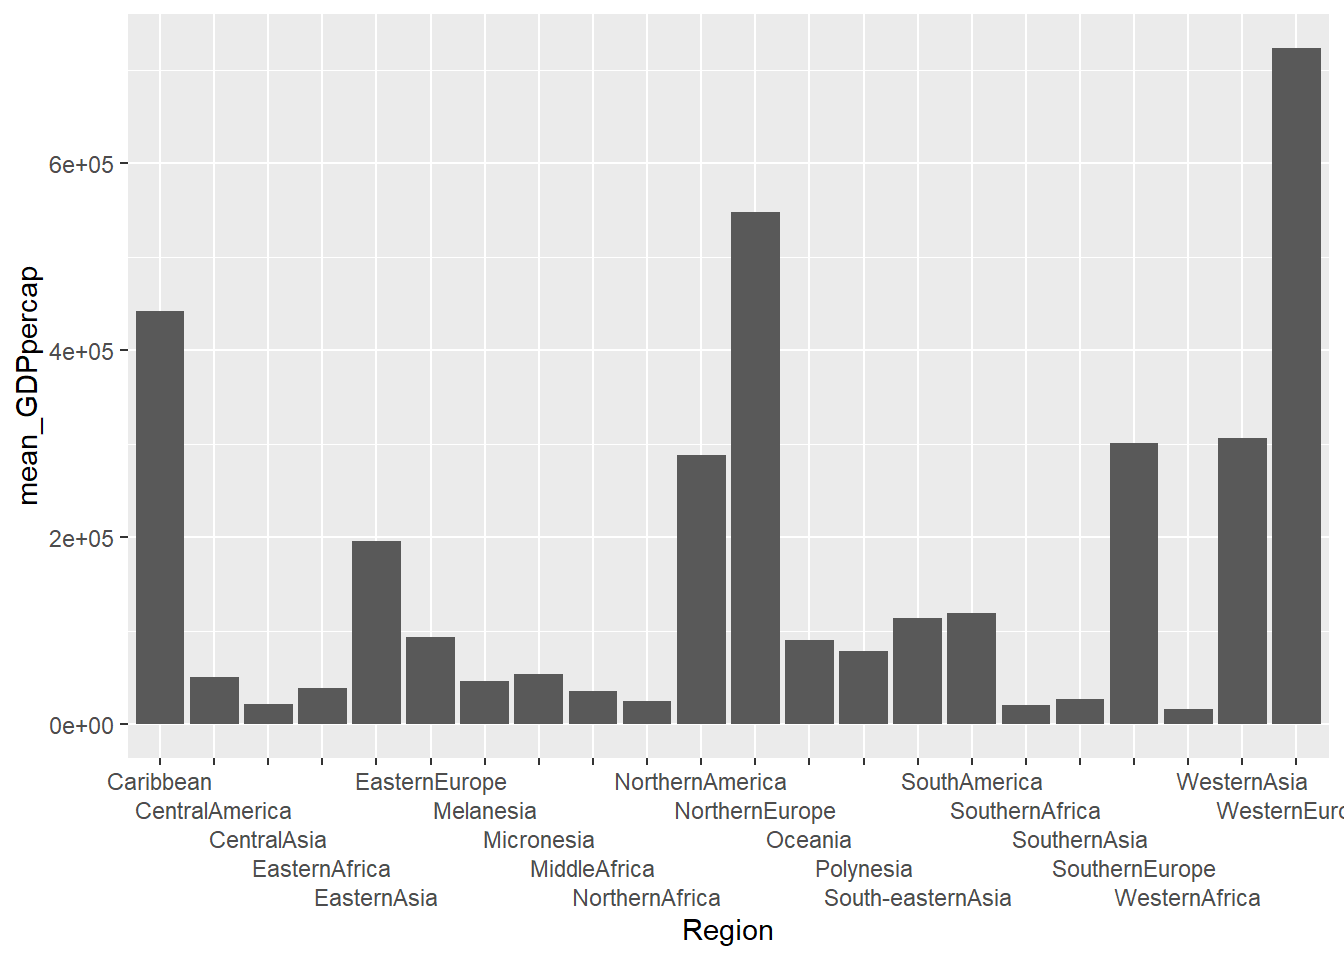 mean_GDPpercap
6e+05
4e+05
2e+05
0e+00
Caribbean EasternEurope NorthernAmerica SouthAmerica WesternAsia
CentralAmerica Melanesia NorthernEurope SouthernAfrica WesternEuro
CentralAsia Micronesia Oceania SouthernAsia
EasternAfrica MiddleAfrica Polynesia SouthernEurope
EasternAsia NorthernAfrica South-easternAsia WesternAfrica
Region